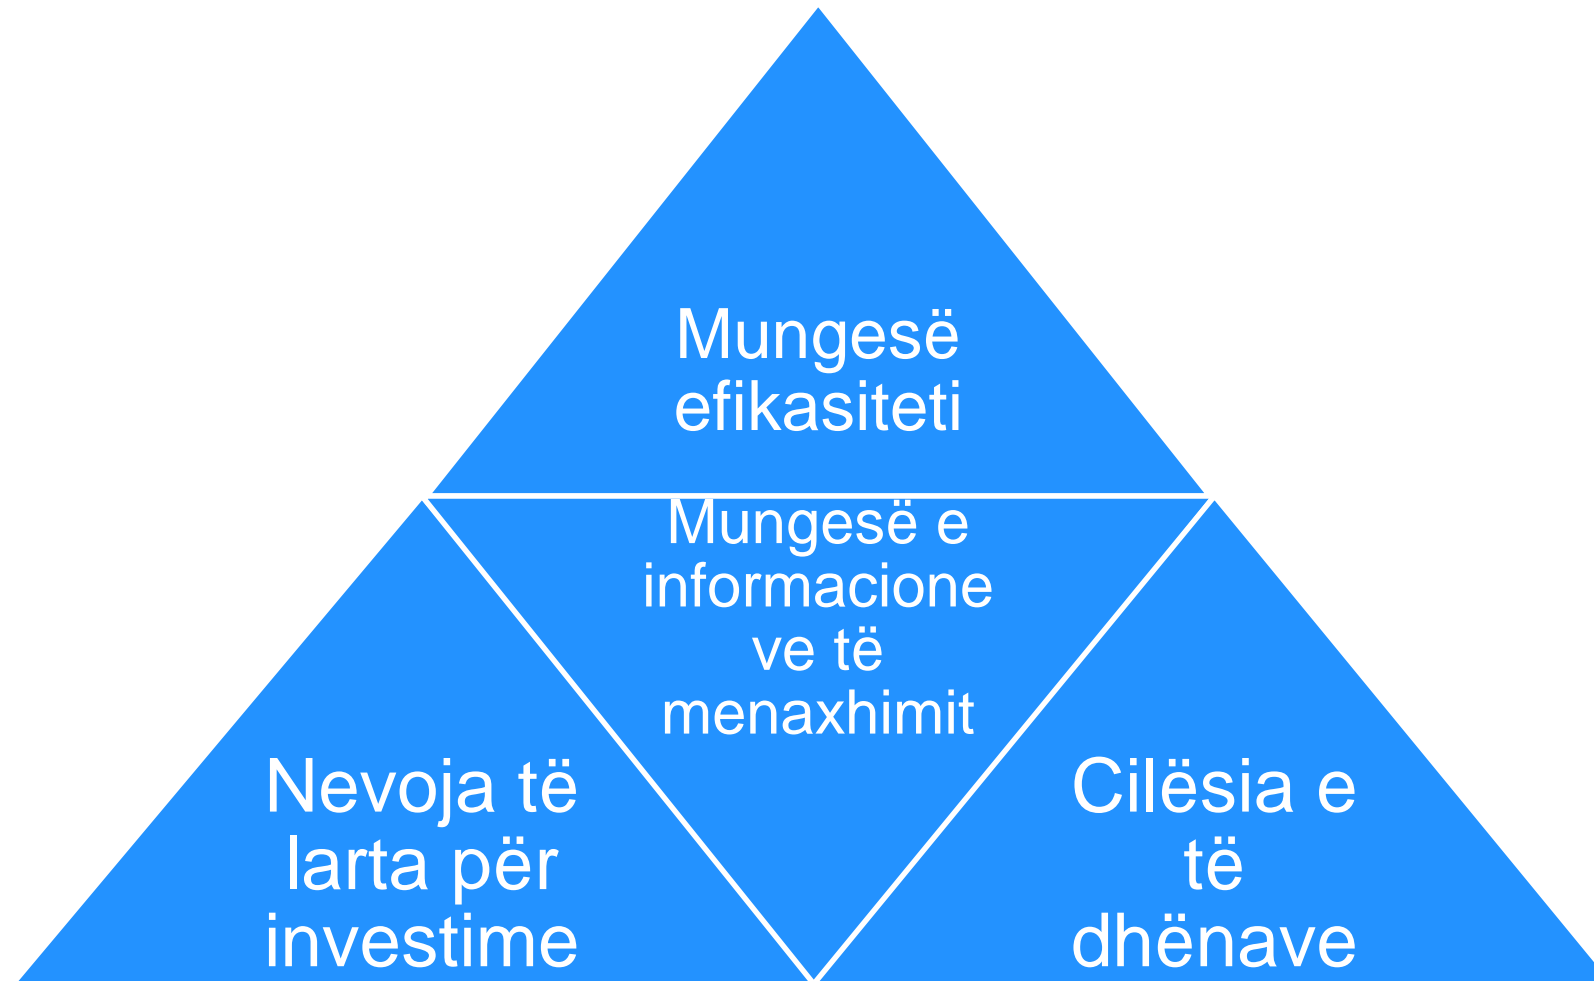 Mungesë
efikasiteti
Mungesë e
informacione
ve të
menaxhimit
Nevoja të
larta për
investime
Cilësia e
të
dhënave